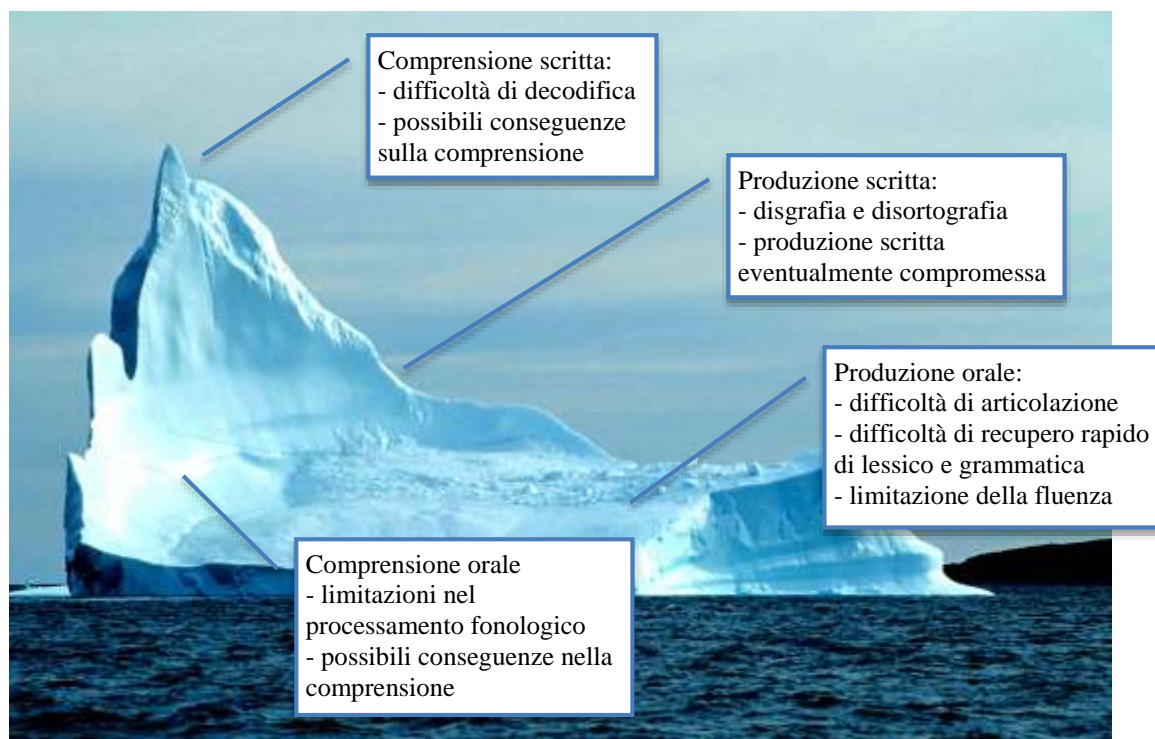 Comprensione scritta:
- difficoltà di decodifica
- possibili conseguenze
sulla comprensione
Produzione scritta:
- disgrafia e disortografia
- produzione scritta
eventualmente compromessa
Produzione orale:
- difficoltà di articolazione
- difficoltà di recupero rapido
di lessico e grammatica
- limitazione della fluenza
Comprensione orale
- limitazioni nel
processamento fonologico
- possibili conseguenze nella
comprensione